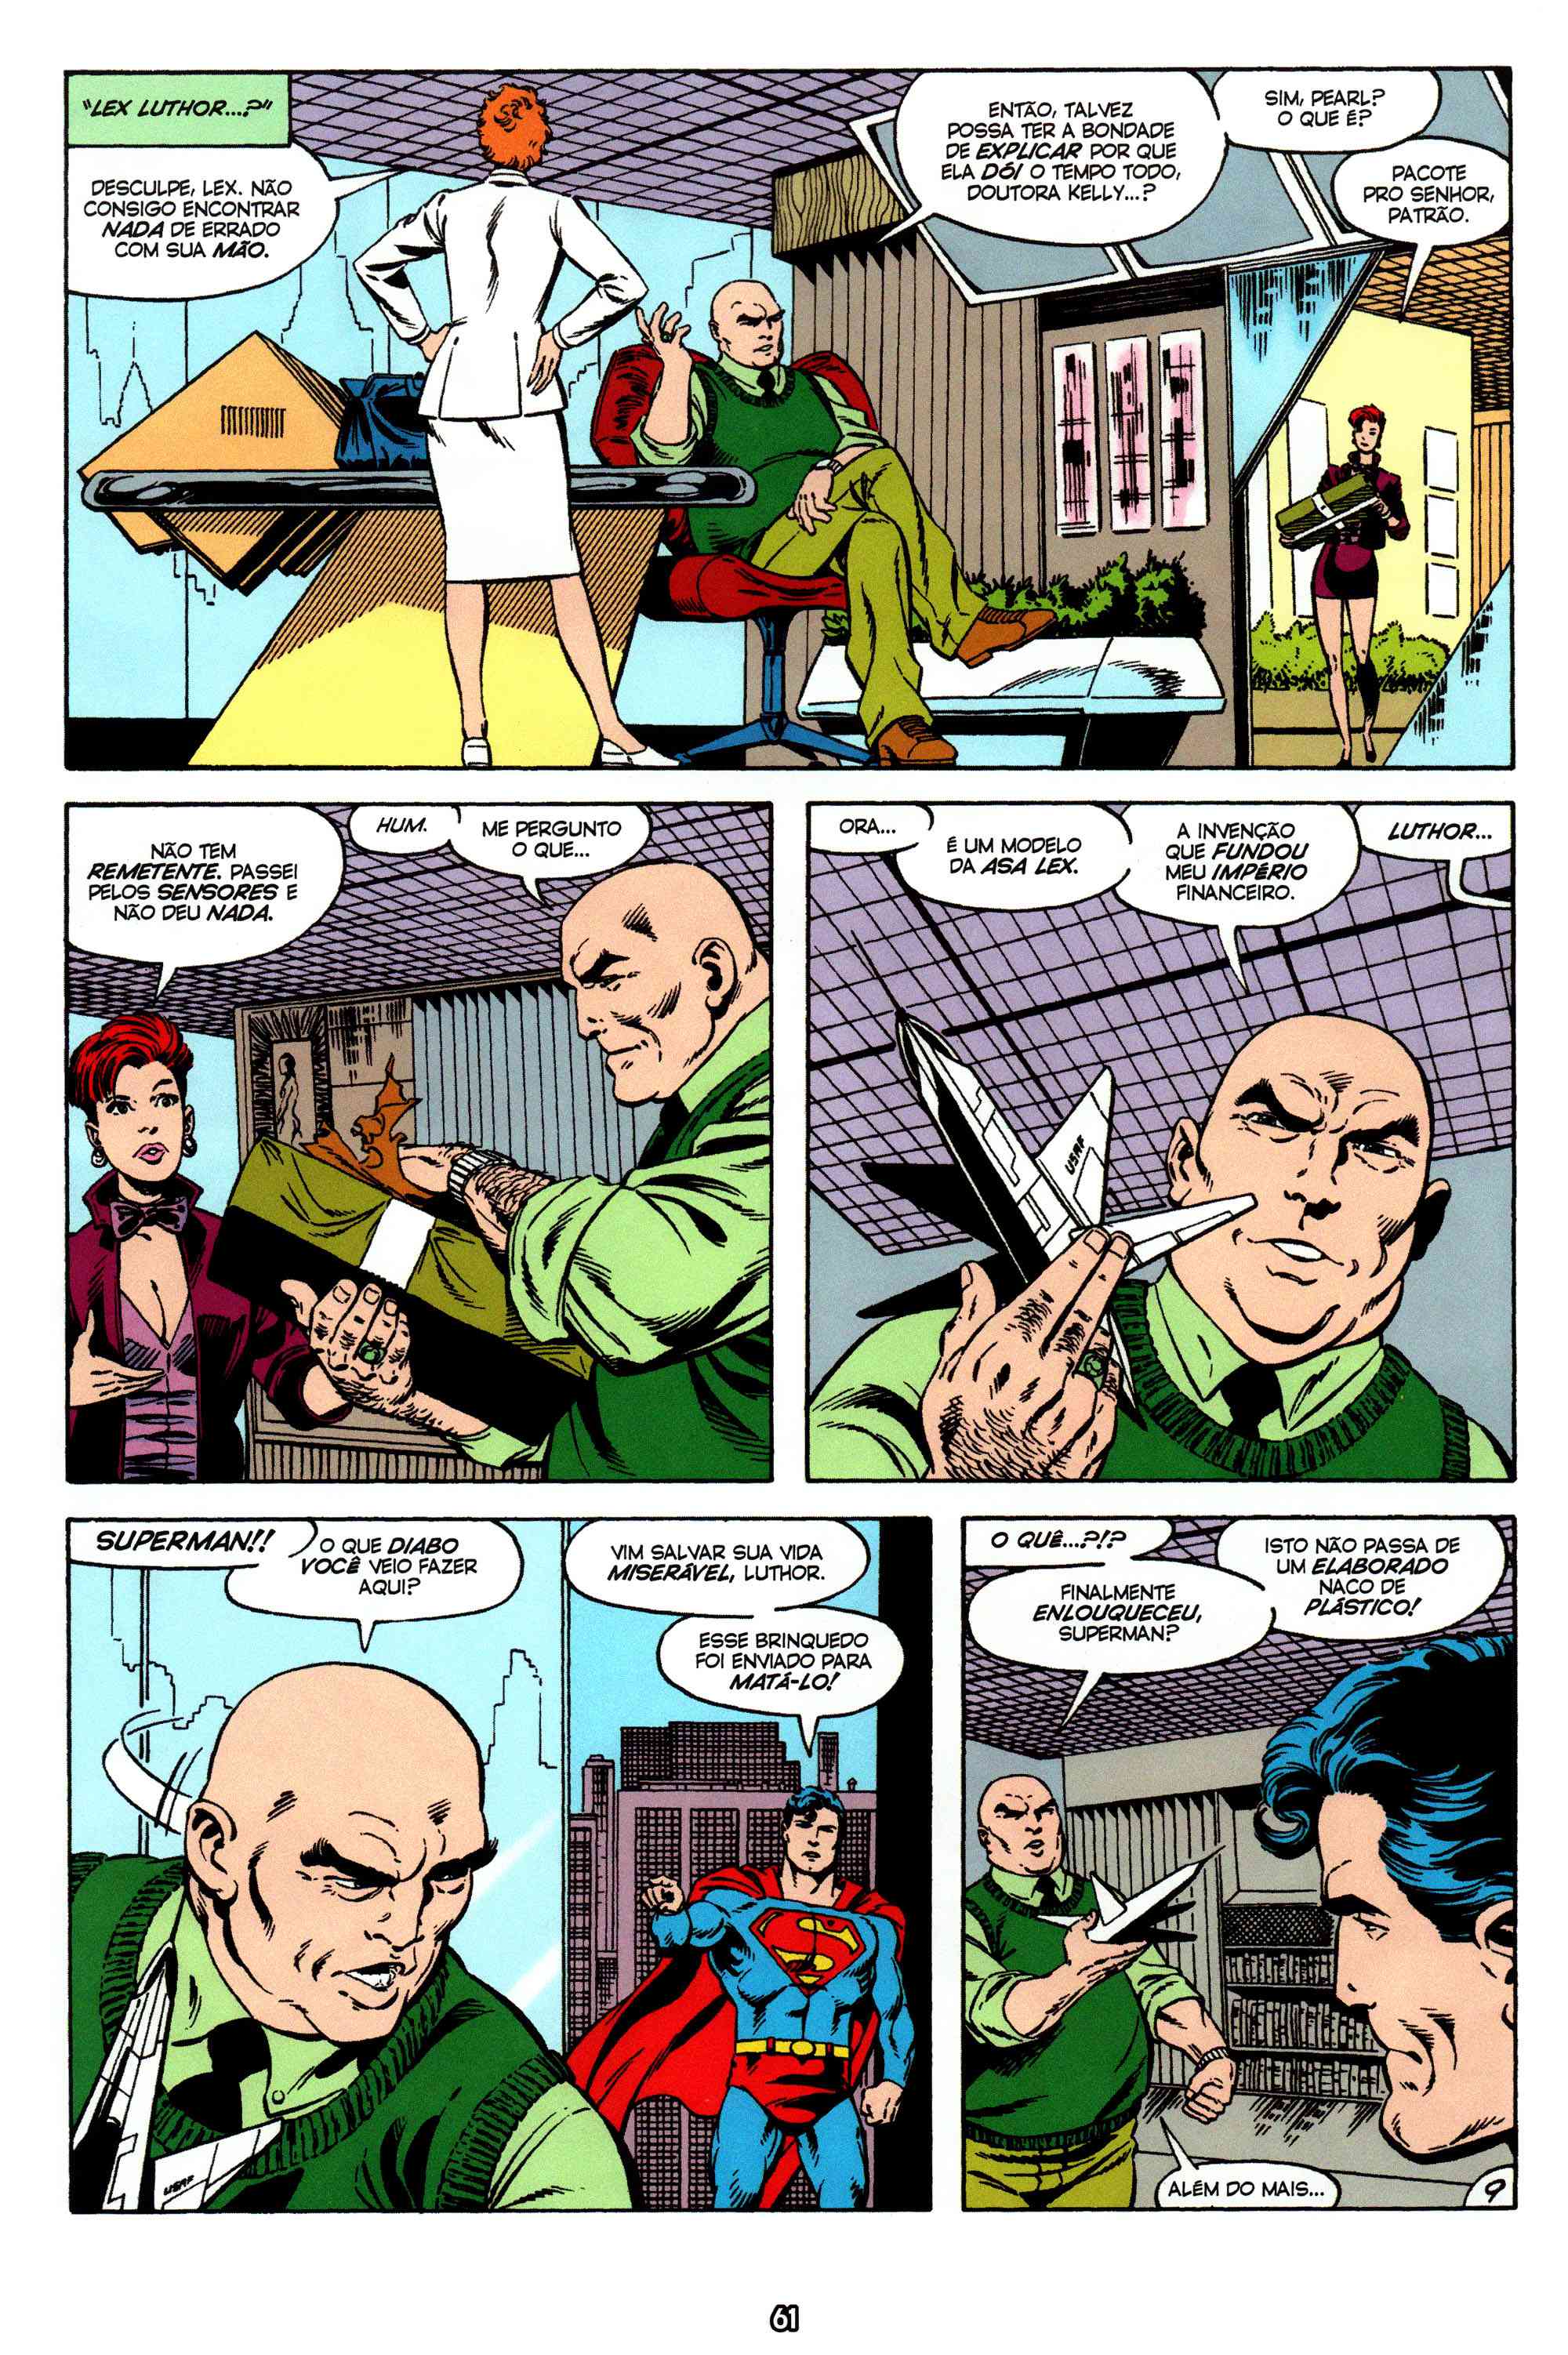 "LEX LUTHOR...?"
DESCULPE, LEX. NÃO
CONSIGO ENCONTRAR
NADA DE ERRADO
COM SUA MÃO.
ENTÃO, TALVEZ
POSSA TER A BONDADE
DE EXPLICAR POR QUE
ELA DÓI O TEMPO TODO,
DOUTORA KELLY...?
SIM, PEARL?
O QUE É?
PACOTE
PRO SENHOR,
PATRÃO.
NÃO TEM
REMETENTE. PASSEI
PELOS SENSORES E
NÃO DEU NADA.
HUM.
ME PERGUNTO
O QUE...
ORA...
É UM MODELO
DA ASA LEX.
A INVENÇÃO
QUE FUNDOU
MEU IMPÉRIO
FINANCEIRO.
LUTHOR...
USAF
SUPERMAN!!
O QUE DIABO
VOCÊ VEIO FAZER
AQUI?
VIM SALVAR SUA VIDA
MISERÁVEL, LUTHOR.
ESSE BRINQUEDO
FOI ENVIADO PARA
MATÁ-LO!
USAF
O QUÊ...?!?
FINALMENTE
ENLOUQUECEU,
SUPERMAN?
ISTO NÃO PASSA DE
UM ELABORADO
NACO DE
PLÁSTICO!
ALÉM DO MAIS...
9
61